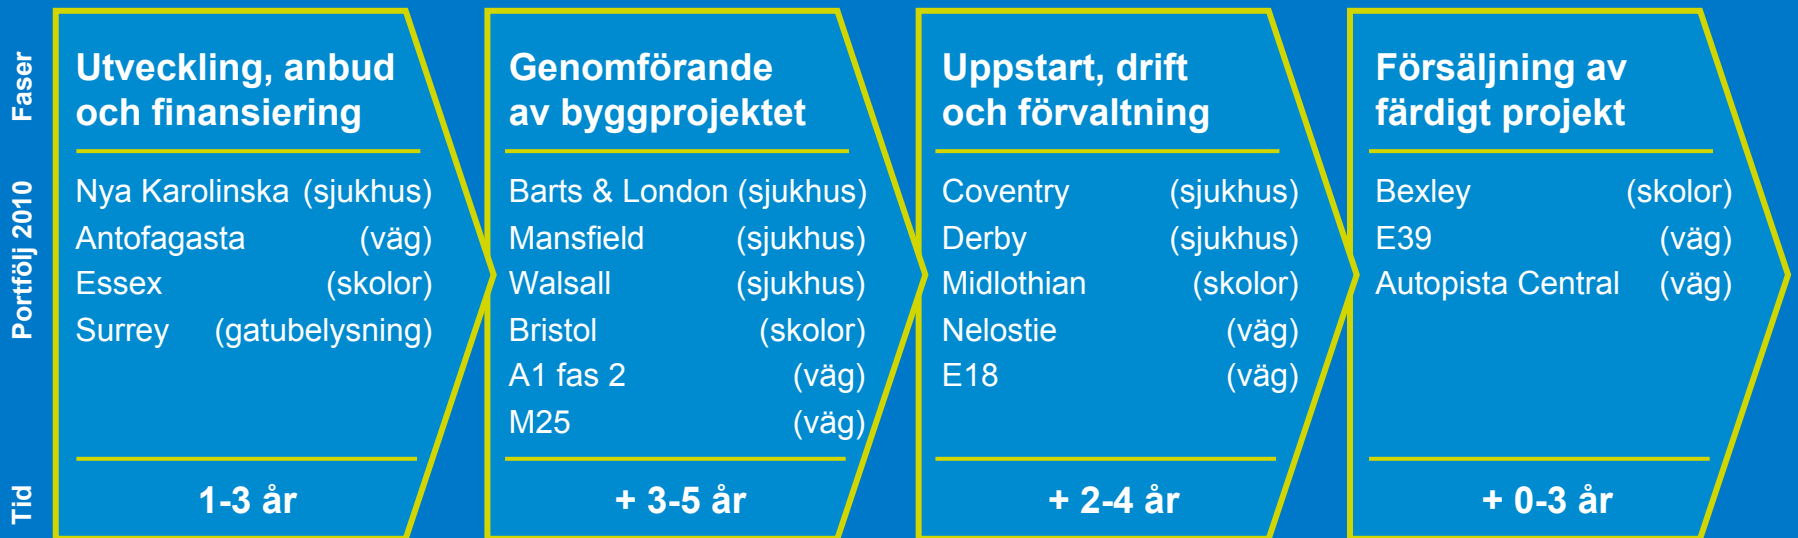 Faser
Utveckling, anbud
och finansiering
Genomförande
av byggprojektet
Uppstart, drift
och förvaltning
Försäljning av
färdigt projekt
Portfölj 2010
Nya Karolinska (sjukhus)
Antofagasta (väg)
Essex (skolor)
Surrey (gatubelysning)
Barts & London (sjukhus)
Mansfield (sjukhus)
Walsall (sjukhus)
Bristol (skolor)
A1 fas 2 (väg)
M25 (väg)
Coventry (sjukhus)
Derby (sjukhus)
Midlothian (skolor)
Nelostie (väg)
E18 (väg)
Bexley (skolor)
E39 (väg)
Autopista Central (väg)
Tid
1-3 år
+ 3-5 år
+ 2-4 år
+ 0-3 år